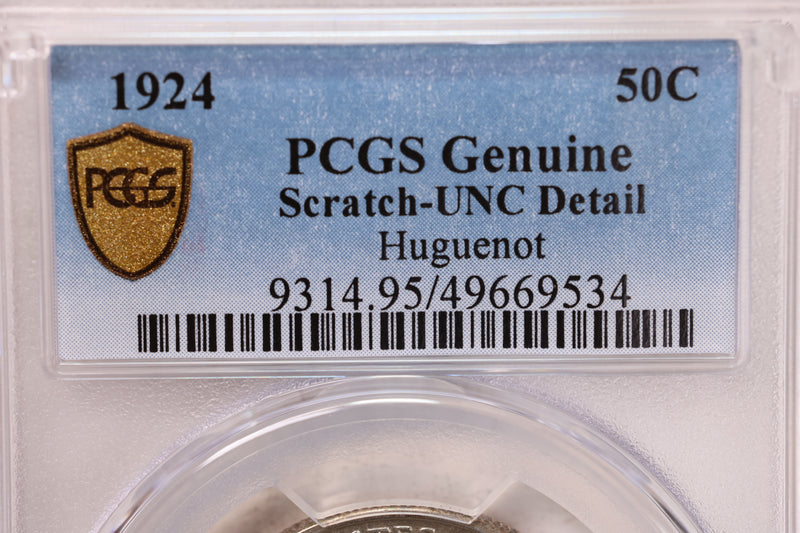 1924 50C
PCGS
PCGS Genuine
Scratch-UNC Detail
Huguenot
9314.95/49669534